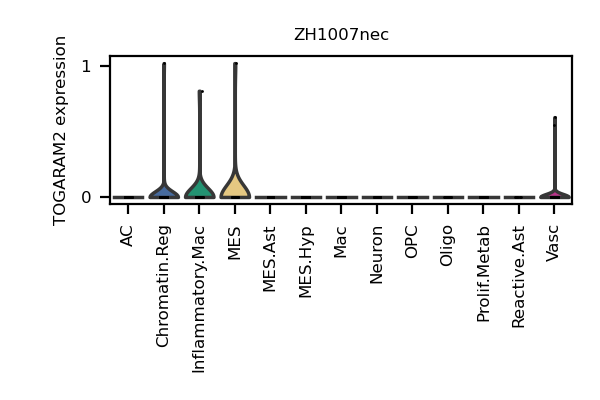 ZH1007nec
TOGARAM2 expression
1
0
AC
Chromatin.Reg
Inflammatory.Mac
MES
MES.Ast
MES.Hyp
Mac
Neuron
OPC
Oligo
Prolif.Metab
Reactive.Ast
Vasc